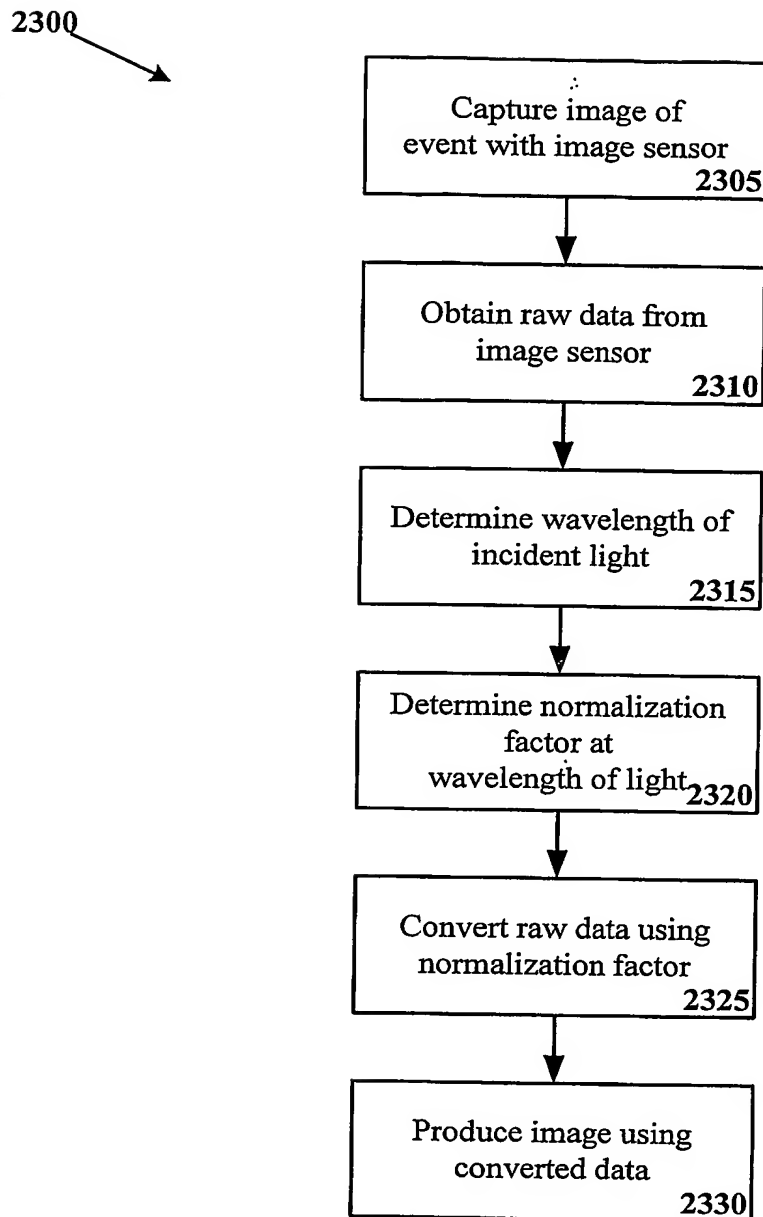 2300
Capture image of
event with image sensor
2305
Obtain raw data from
image sensor
2310
Determine wavelength of
incident light
2315
Determine normalization
factor at
wavelength of light
2320
Convert raw data using
normalization factor
2325
Produce image using
converted data
2330